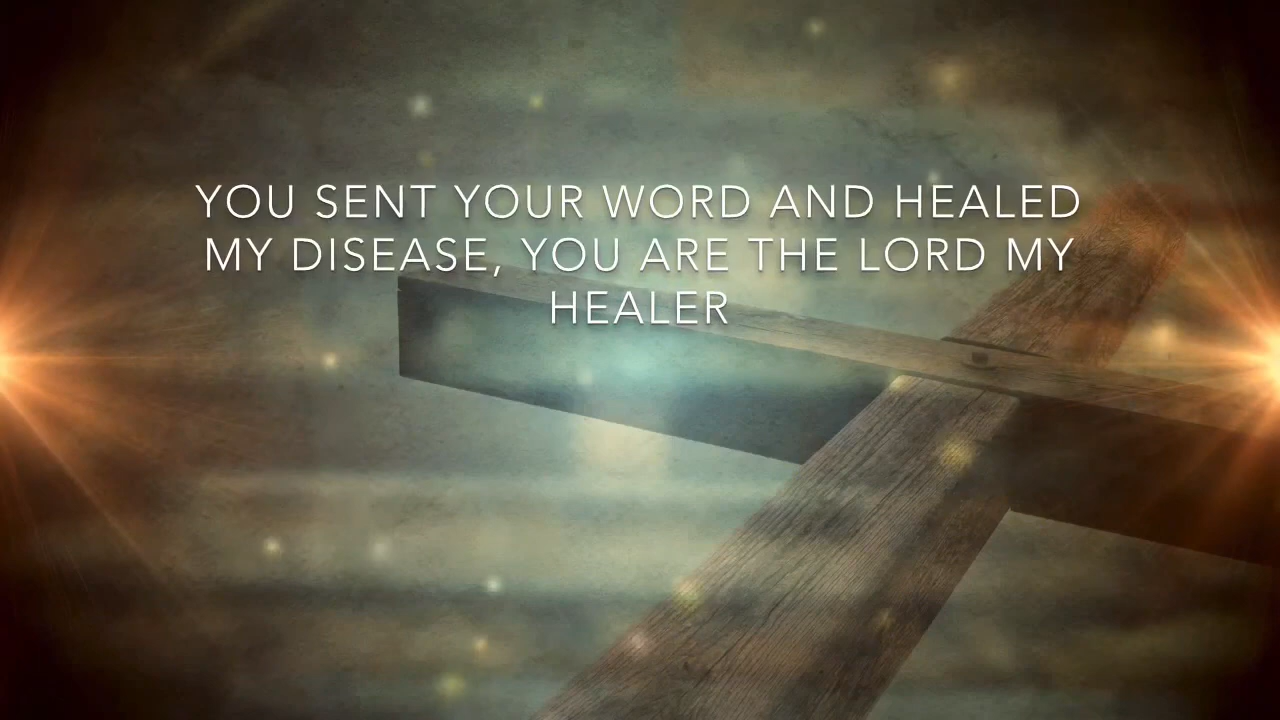 YOU SENT YOUR WORD AND HEALED
MY DISEASE, YOU ARE THE LORD MY
HEALER